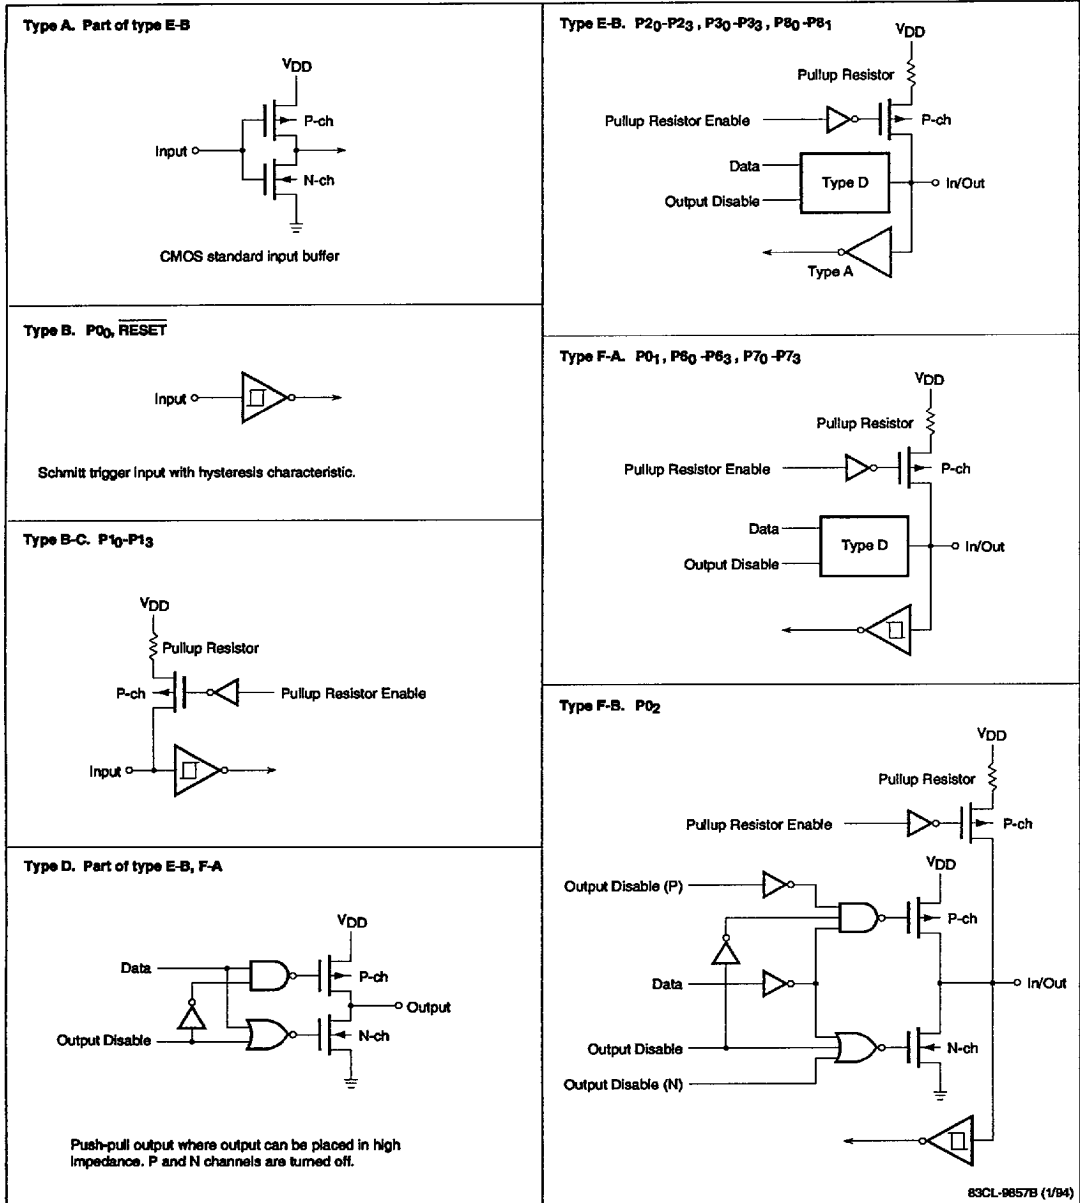 Type A. Part of type E-B
VDD
P-ch
Input
N-ch
CMOS standard input buffer
Type B. P00, RESET
Input
Schmitt trigger input with hysteresis characteristic.
Type B-C. P10-P13
VDD
Pullup Resistor
P-ch
Pullup Resistor Enable
Input
Type D. Part of type E-B, F-A
VDD
Data
P-ch
Output
Output Disable
N-ch
Push-pull output where output can be placed in high
impedance. P and N channels are turned off.
Type E-B. P20-P23, P30-P33, P80-P81
VDD
Pullup Resistor
Pullup Resistor Enable
P-ch
Data
Type D
In/Out
Output Disable
Type A
Type F-A. P01, P60-P63, P70-P73
VDD
Pullup Resistor
Pullup Resistor Enable
P-ch
Data
Type D
In/Out
Output Disable
Type F-B. P02
VDD
Pullup Resistor
Pullup Resistor Enable
P-ch
VDD
Output Disable (P)
P-ch
Data
In/Out
Output Disable
N-ch
Output Disable (N)
83CL-9857B (1/94)